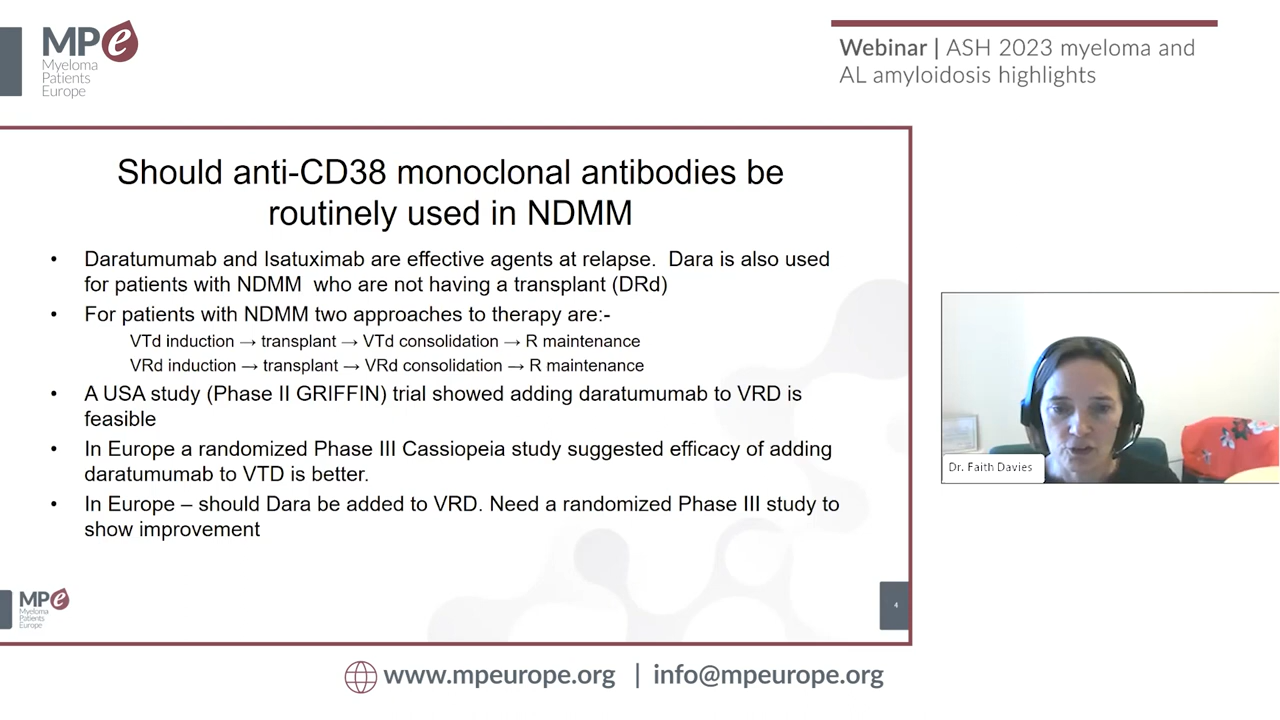 MPe
Myeloma
Patients
Europe
Webinar | ASH 2023 myeloma and
AL amyloidosis highlights
Should anti-CD38 monoclonal antibodies be
routinely used in NDMM
• Daratumumab and Isatuximab are effective agents at relapse.  Dara is also used
for patients with NDMM  who are not having a transplant (DRd)
• For patients with NDMM two approaches to therapy are:-
VTd induction → transplant → VTd consolidation → R maintenance
VRd induction → transplant → VRd consolidation → R maintenance
• A USA study (Phase II GRIFFIN) trial showed adding daratumumab to VRD is
feasible
• In Europe a randomized Phase III Cassiopeia study suggested efficacy of adding
daratumumab to VTD is better.
• In Europe – should Dara be added to VRD. Need a randomized Phase III study to
show improvement
Dr. Faith Davies
MPe
Myeloma
Patients
Europe
4
www.mpeurope.org | info@mpeurope.org